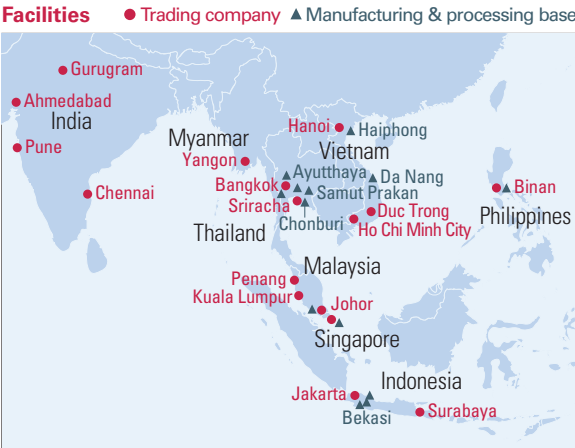 Facilities ● Trading company ▲ Manufacturing & processing base
Gurugram
Ahmedabad
India
Pune
Chennai
Myanmar
Yangon
Hanoi
Haiphong
Vietnam
Ayutthaya
Da Nang
Bangkok
Samut Prakan
Sriracha
Chonburi
Duc Trong
Ho Chi Minh City
Thailand
Binan
Philippines
Malaysia
Penang
Kuala Lumpur
Johor
Singapore
Indonesia
Jakarta
Bekasi
Surabaya